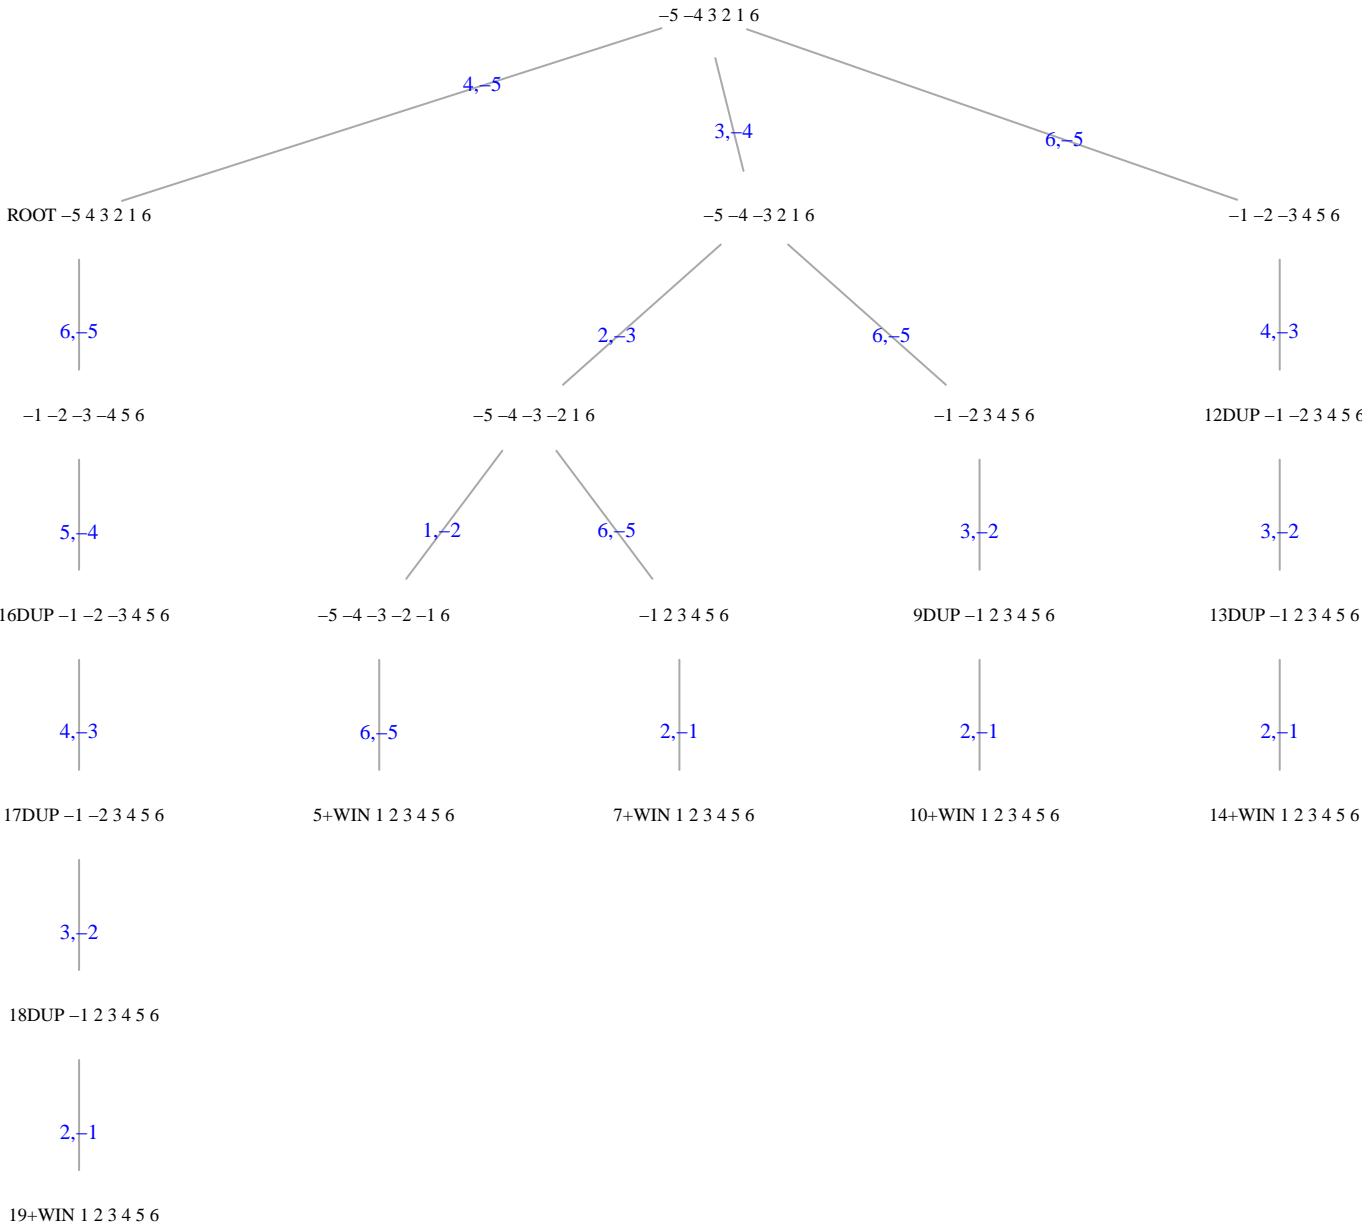 –5 –4 3 2 1 6
4,–5
3,–4
6,–5
ROOT –5 4 3 2 1 6
–5 –4 –3 2 1 6
–1 –2 –3 4 5 6
6,–5
2,–3
6,–5
4,–3
–1 –2 –3 –4 5 6
–5 –4 –3 –2 1 6
–1 –2 3 4 5 6
12DUP –1 –2 3 4 5 6
5,–4
1,–2
6,–5
3,–2
3,–2
16DUP –1 –2 –3 4 5 6
–5 –4 –3 –2 –1 6
–1 2 3 4 5 6
9DUP –1 2 3 4 5 6
13DUP –1 2 3 4 5 6
4,–3
6,–5
2,–1
2,–1
2,–1
17DUP –1 –2 3 4 5 6
5+WIN 1 2 3 4 5 6
7+WIN 1 2 3 4 5 6
10+WIN 1 2 3 4 5 6
14+WIN 1 2 3 4 5 6
3,–2
18DUP –1 2 3 4 5 6
2,–1
19+WIN 1 2 3 4 5 6